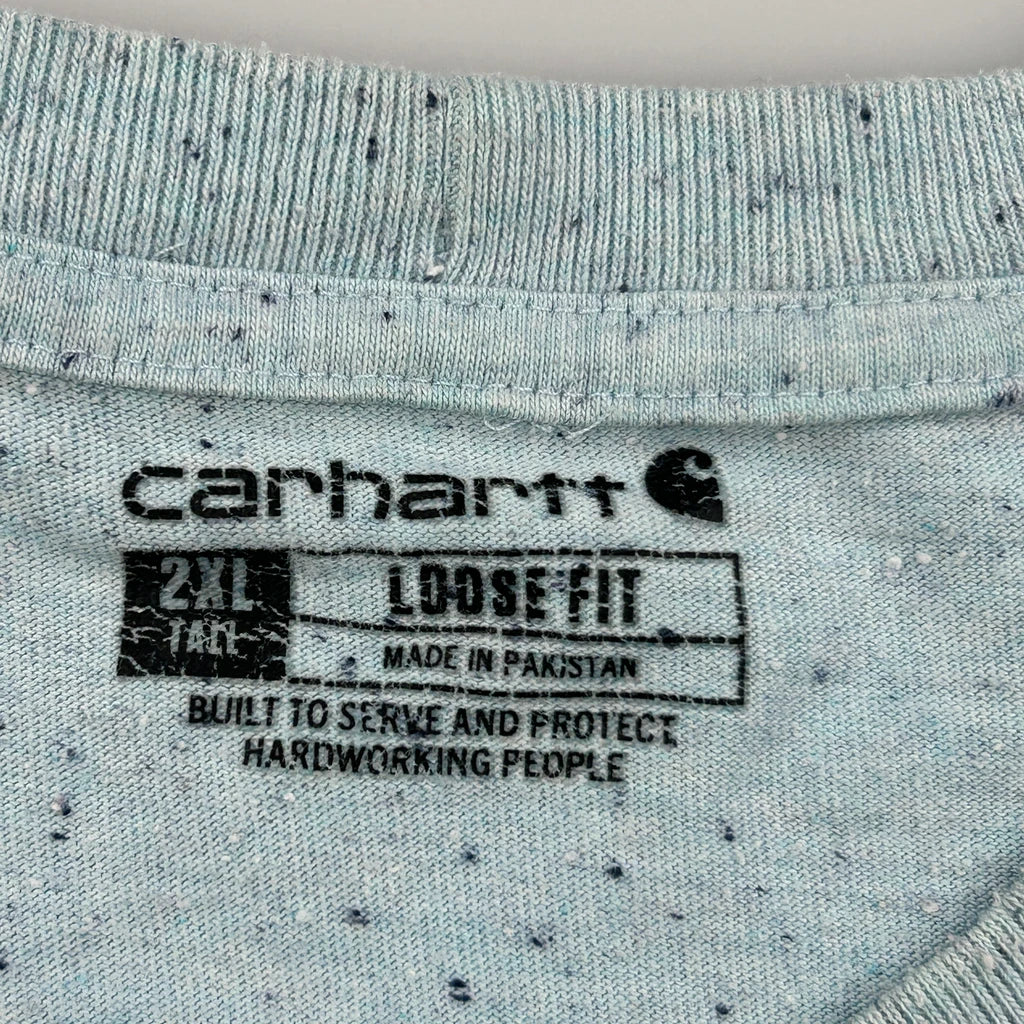 carhartt
2XL TALL
LOOSE FIT
MADE IN PAKISTAN
BUILT TO SERVE AND PROTECT
HARDWORKING PEOPLE